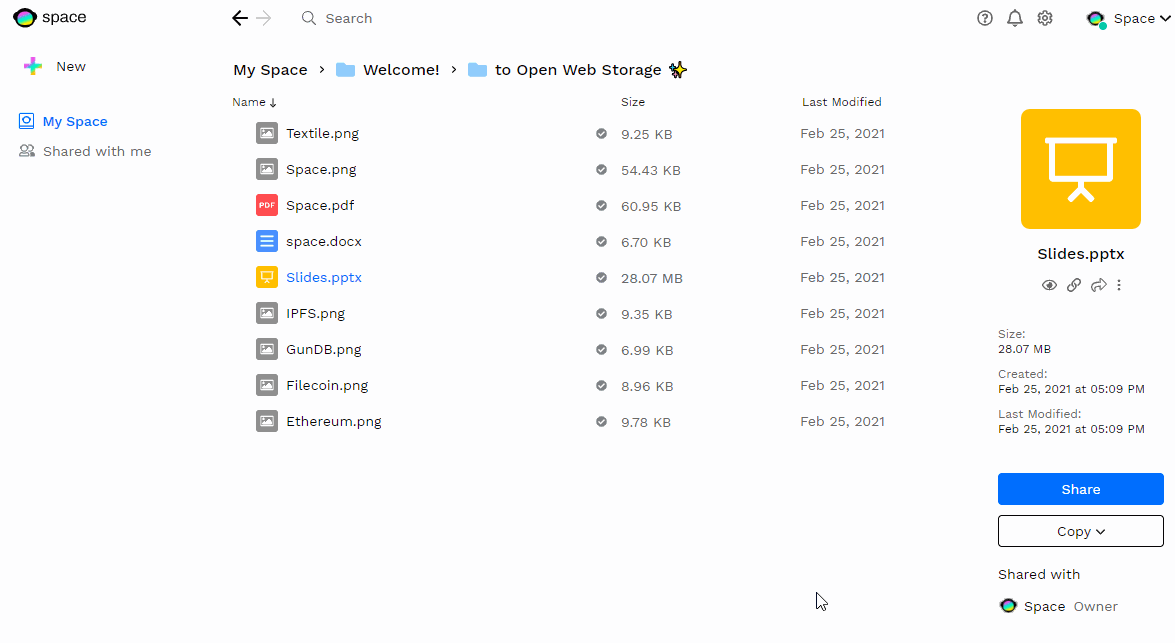 space
Search
Space
New
My Space
Shared with me
My Space › Welcome! › to Open Web Storage ✨
Name ↓ Size Last Modified
Textile.png 9.25 KB Feb 25, 2021
Space.png 54.43 KB Feb 25, 2021
PDF Space.pdf 60.95 KB Feb 25, 2021
space.docx 6.70 KB Feb 25, 2021
Slides.pptx 28.07 MB Feb 25, 2021
IPFS.png 9.35 KB Feb 25, 2021
GunDB.png 6.99 KB Feb 25, 2021
Filecoin.png 8.96 KB Feb 25, 2021
Ethereum.png 9.78 KB Feb 25, 2021
Slides.pptx
Size:
28.07 MB
Created:
Feb 25, 2021 at 05:09 PM
Last Modified:
Feb 25, 2021 at 05:09 PM
Share
Copy
Shared with
Space Owner